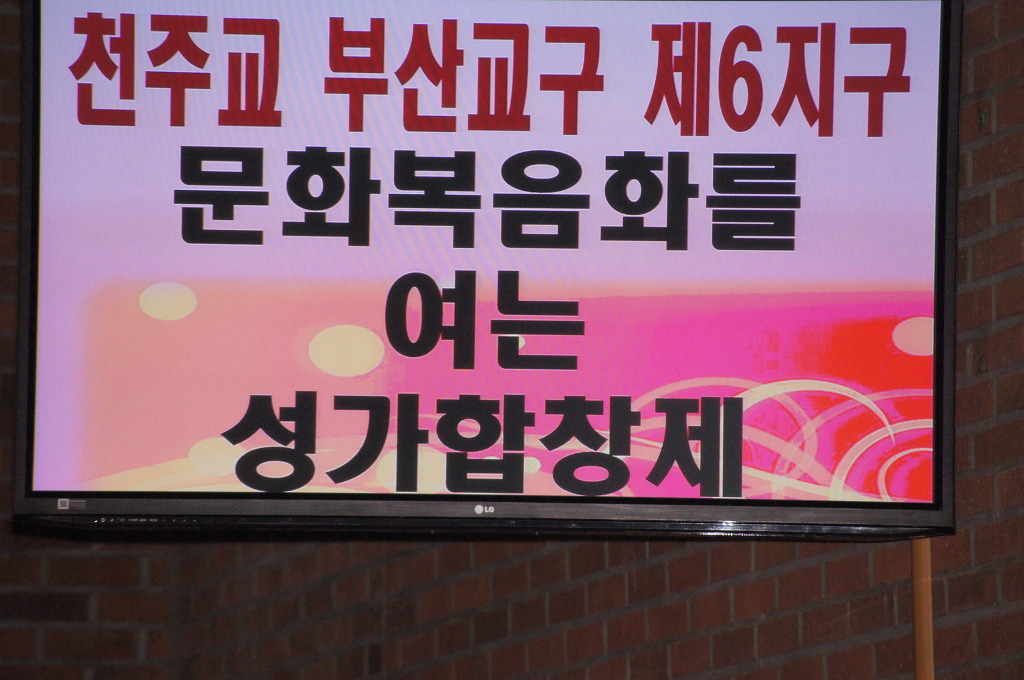 천주교 부산교구 제6지구
문화복음화를
여는
성가합창제
LG